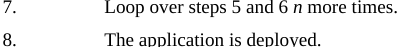 7. Loop over steps 5 and 6 n more times.
8. The application is deployed.